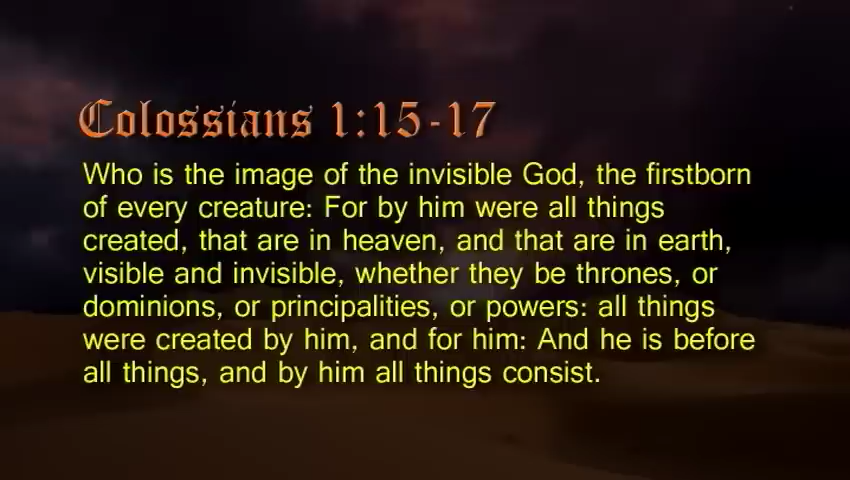 Colossians 1:15-17
Who is the image of the invisible God, the firstborn
of every creature: For by him were all things
created, that are in heaven, and that are in earth,
visible and invisible, whether they be thrones, or
dominions, or principalities, or powers: all things
were created by him, and for him: And he is before
all things, and by him all things consist.